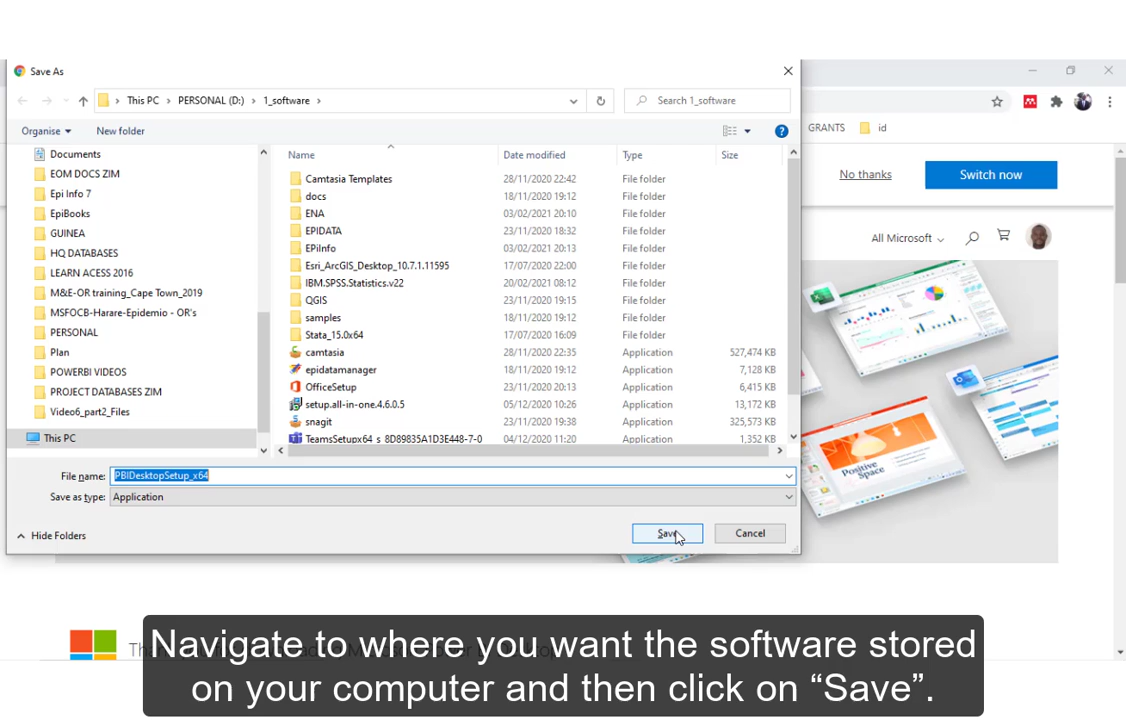 Save As
This PC > PERSONAL (D:) > 1_software >
Search 1_software
Organise
New folder
GRANTS
id
Documents
EOM DOCS ZIM
Epi Info 7
EpiBooks
GUINEA
HQ DATABASES
LEARN ACESS 2016
M&E-OR training_Cape Town_2019
MSFOCB-Harare-Epidemio - OR's
PERSONAL
Plan
POWERBI VIDEOS
PROJECT DATABASES ZIM
Video6_part2_Files
This PC
Name Date modified Type Size
Camtasia Templates 28/11/2020 22:42 File folder
docs 18/11/2020 19:12 File folder
ENA 03/02/2021 20:10 File folder
EPIDATA 23/11/2020 18:32 File folder
EPiInfo 03/02/2021 20:13 File folder
Esri_ArcGIS_Desktop_10.7.1.11595 17/07/2020 22:00 File folder
IBM.SPSS.Statistics.v22 20/02/2021 08:12 File folder
QGIS 23/11/2020 19:15 File folder
samples 18/11/2020 19:12 File folder
Stata_15.0x64 17/07/2020 16:09 File folder
camtasia 28/11/2020 22:35 Application 527,474 KB
epidatamanager 18/11/2020 19:39 Application 7,128 KB
OfficeSetup 23/11/2020 20:13 Application 6,415 KB
setup.all-in-one.4.6.0.5 05/12/2020 10:26 Application 13,172 KB
snagit 23/11/2020 19:38 Application 325,573 KB
TeamsSetupx64_s_8D89835A1D3E448-7-0 04/12/2020 11:20 Application 1,352 KB
No thanks
Switch now
All Microsoft
Positive
Space
File name: PBIDesktopSetup_x64
Save as type: Application
Hide Folders
Save
Cancel
Navigate to where you want the software stored
on your computer and then click on “Save”.